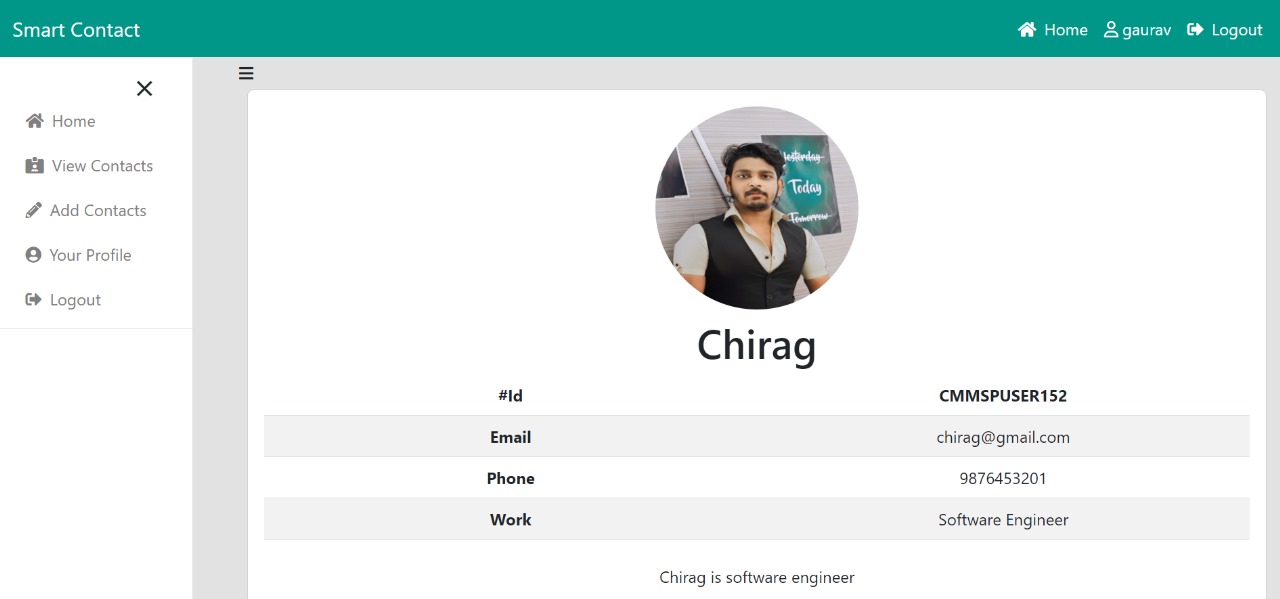 Smart Contact
Home gaurav Logout
Home
View Contacts
Add Contacts
Your Profile
Logout
Yesterday
Today
Tomorrow
Chirag
#Id CMMSPUSER152
Email chirag@gmail.com
Phone 9876453201
Work Software Engineer
Chirag is software engineer